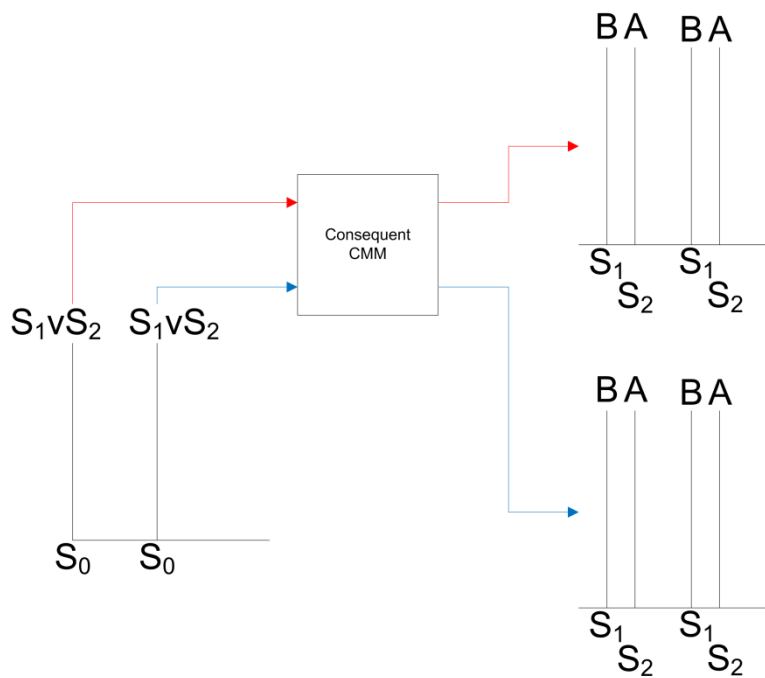 B A B A
S₁ S₁
S₂ S₂
Consequent
CMM
S₁vS₂ S₁vS₂
S₀ S₀
B A B A
S₁ S₁
S₂ S₂